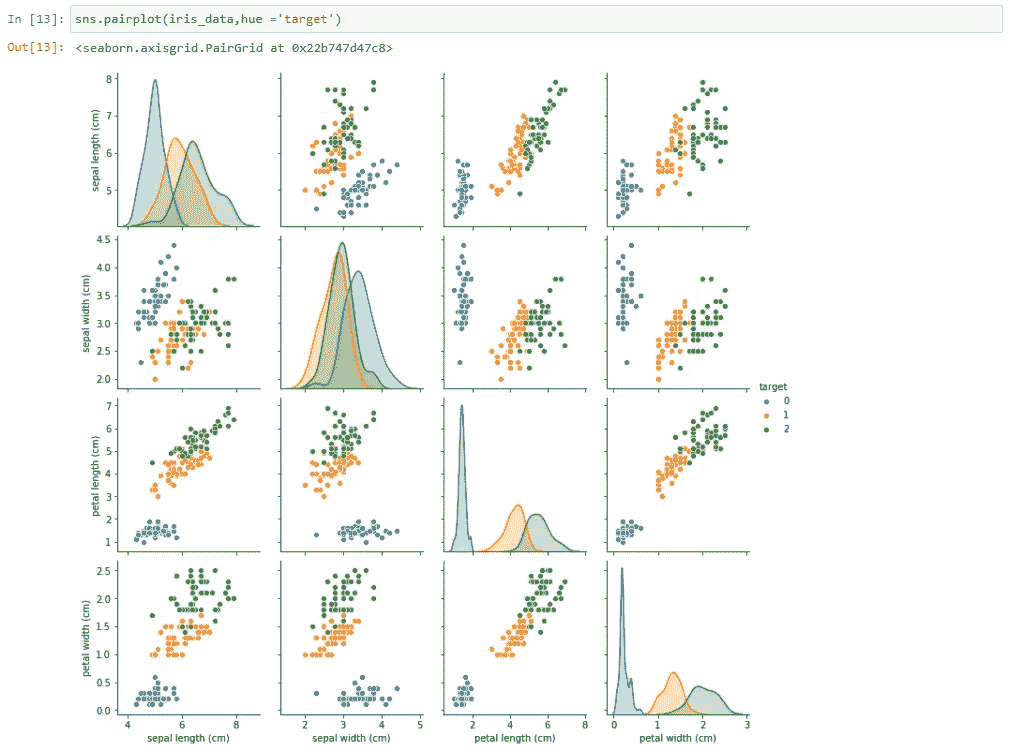 In [13]: sns.pairplot(iris_data,hue ='target')
Out[13]: <seaborn.axisgrid.PairGrid at 0x22b747d47c8>
8
7
6
5
sepal length (cm)
4.5
4.0
3.5
3.0
2.5
2.0
sepal width (cm)
target
0
1
2
7
6
5
4
3
2
1
petal length (cm)
2.5
2.0
1.5
1.0
0.5
0.0
petal width (cm)
4 6 8 2 3 4 5 2 4 6 8 0 1 2 3
sepal length (cm) sepal width (cm) petal length (cm) petal width (cm)